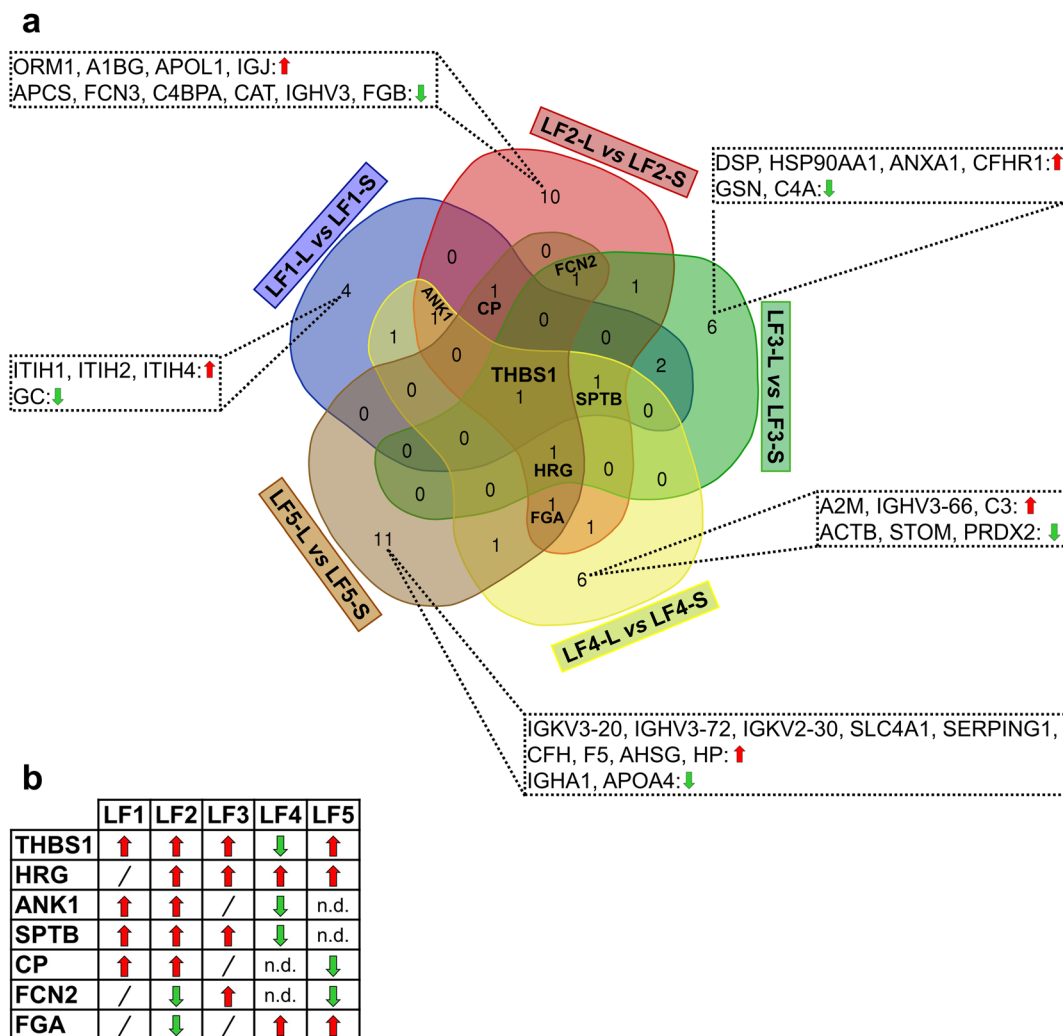 a
ORM1, A1BG, APOL1, IGJ:
APCS, FCN3, C4BPA, CAT, IGHV3, FGB:
LF2-L vs LF2-S
DSP, HSP90AA1, ANXA1, CFHR1:
GSN, C4A:
LF1-L vs LF1-S
10
0
0
FCN2
1
1
4
ANK1
1
1
CP
0
6
LF3-L vs LF3-S
1
0
0
2
ITIH1, ITIH2, ITIH4:
GC:
THBS1
1
1
SPTB
0
0
0
0
0
1
HRG
0
0
0
0
1
FGA
LF5-L vs LF5-S
11
1
1
6
A2M, IGHV3-66, C3:
ACTB, STOM, PRDX2:
LF4-L vs LF4-S
IGKV3-20, IGHV3-72, IGKV2-30, SLC4A1, SERPING1,
CFH, F5, AHSG, HP:
IGHA1, APOA4:
b
LF1 LF2 LF3 LF4 LF5
THBS1
HRG /
ANK1 / n.d.
SPTB n.d.
CP / n.d.
FCN2 / n.d.
FGA / /